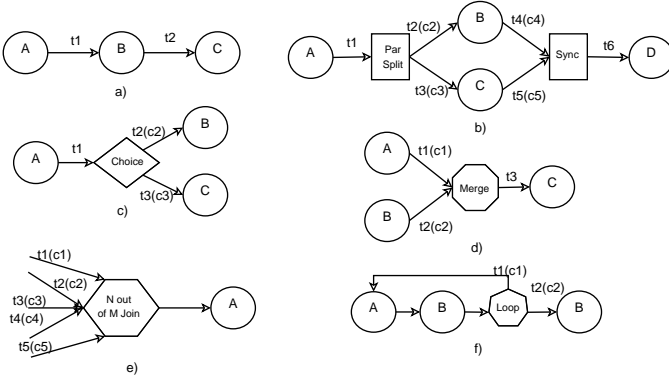 A
t1
B
t2
C
a)
A
t1
Par
Split
t2(c2)
t3(c3)
B
C
t4(c4)
t5(c5)
Sync
t6
D
b)
A
t1
Choice
t2(c2)
t3(c3)
B
C
c)
A
B
t1(c1)
t2(c2)
Merge
t3
C
d)
t1(c1)
t2(c2)
t3(c3)
t4(c4)
t5(c5)
N out
of M Join
A
e)
t1(c1)
A
B
Loop
t2(c2)
B
f)